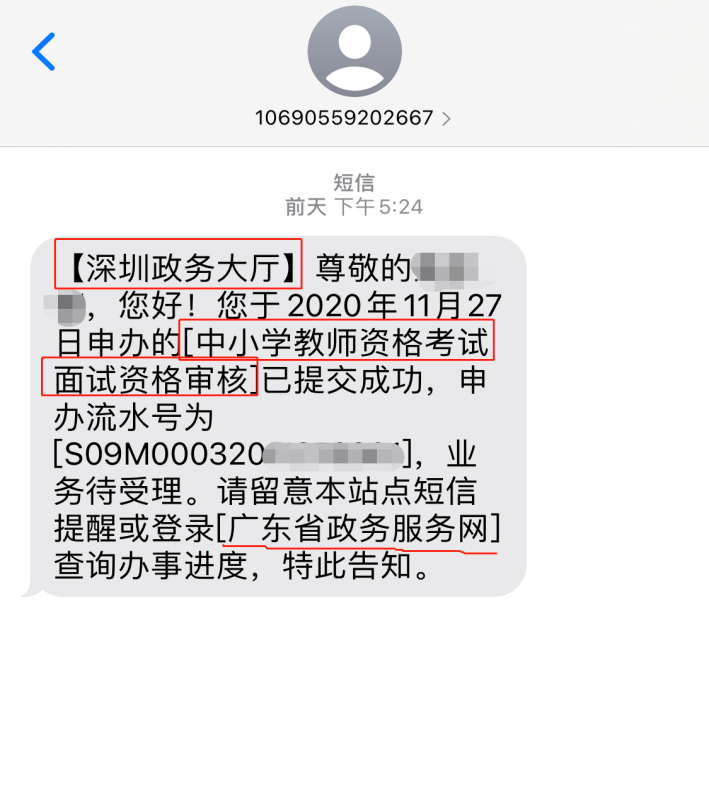 10690559202667
短信
前天 下午 5:24
【深圳政务大厅】尊敬的
，您好！您于 2020 年 11月 27
日申办的[中小学教师资格考试
面试资格审核]已提交成功，申
办流水号为
[S09M000320],业
务待受理。请留意本站点短信
提醒或登录[广东省政务服务网]
查询办事进度，特此告知。